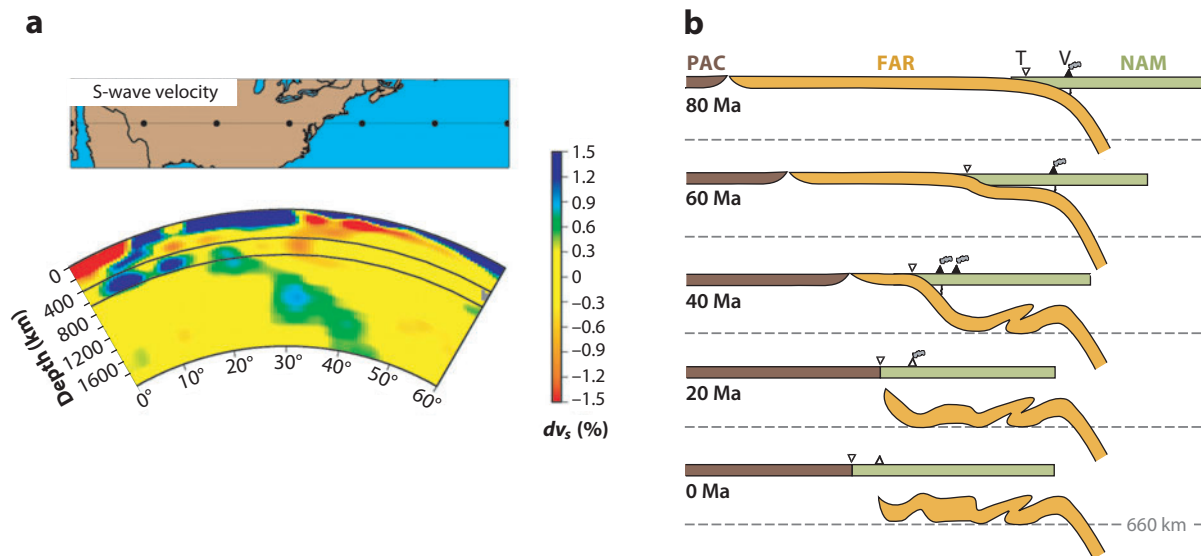 a
S-wave velocity
0
400
800
1200
1600
Depth (km)
0°
10°
20°
30°
40°
50°
60°
1.5
1.2
0.9
0.6
0.3
0
−0.3
−0.6
−0.9
−1.2
−1.5
dvs (%)
b
PAC FAR T V NAM
80 Ma
60 Ma
40 Ma
20 Ma
0 Ma
660 km